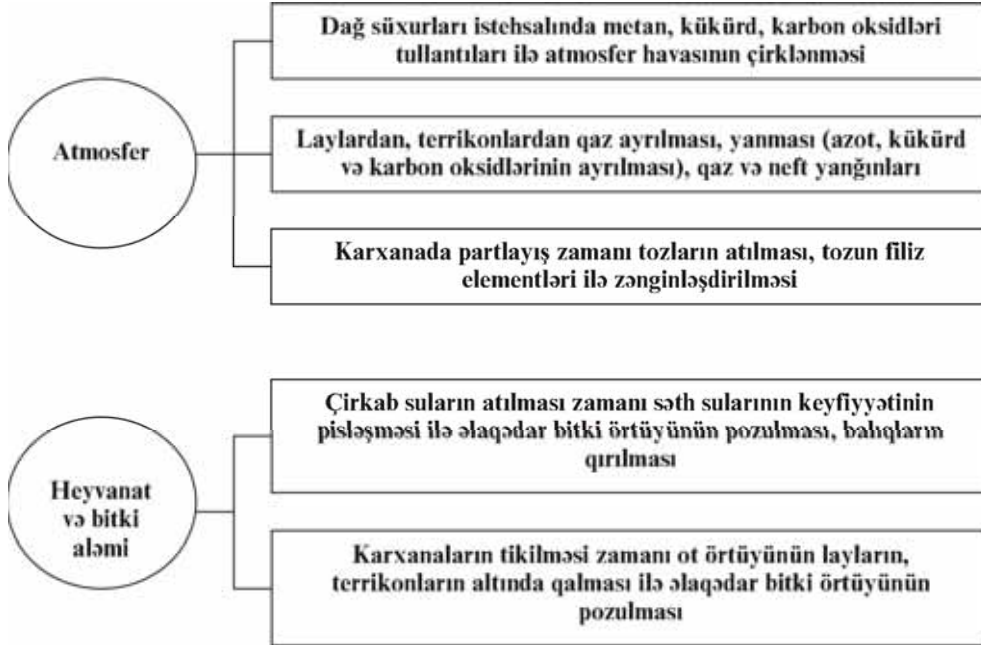 Dağ süxurları istehsalında metan, kükürd, karbon oksidləri
tullantıları ilə atmosfer havasının çirklənməsi
Atmosfer
Laylardan, terrikonlardan qaz ayrılması, yanması (azot, kükürd
və karbon oksidlərinin ayrılması), qaz və neft yanğınları
Karxanada partlayış zamanı tozların atılması, tozun filiz
elementləri ilə zənginləşdirilməsi
Çirkab suların atılması zamanı səth sularının keyfiyyətinin
pisləşməsi ilə əlaqədar bitki örtüyünün pozulması, balıqların
qırılması
Heyvanat
və bitki
aləmi
Karxanaların tikilməsi zamanı ot örtüyünün layların,
terrikonların altında qalması ilə əlaqədar bitki örtüyünün
pozulması